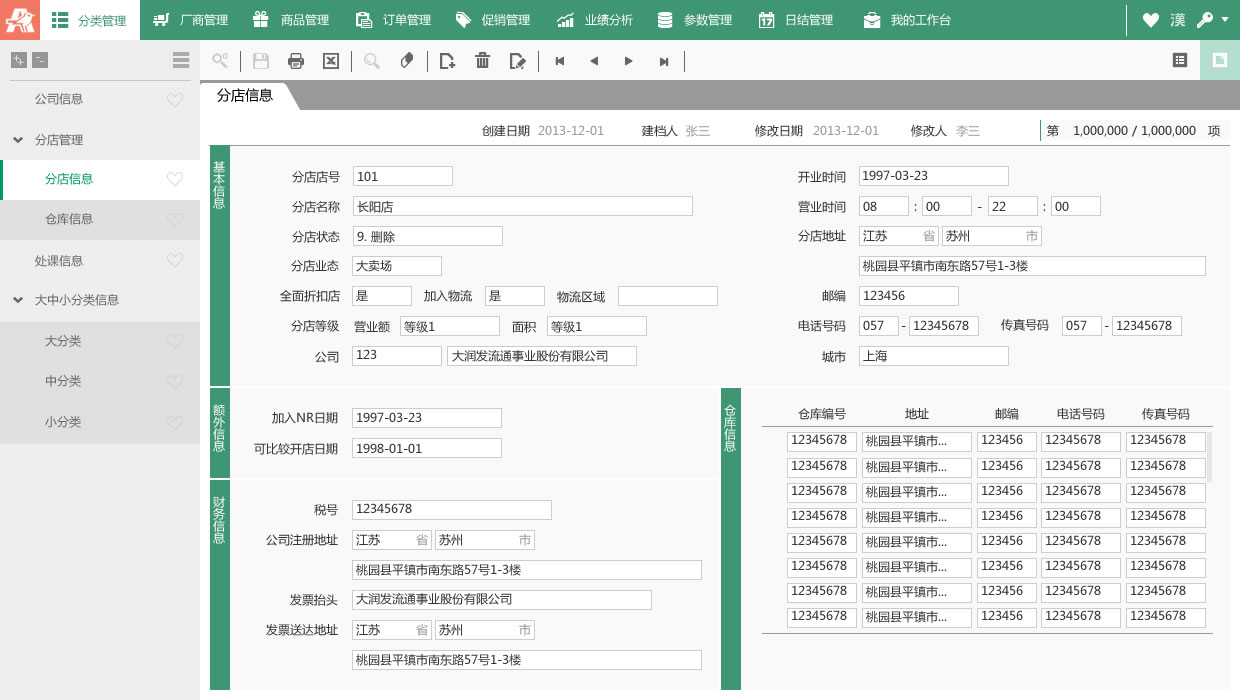 分类管理 厂商管理 商品管理 订单管理 促销管理 业绩分析 参数管理 日结管理 我的工作台 漢
公司信息
分店管理
分店信息
仓库信息
处课信息
大中小分类信息
大分类
中分类
小分类
分店信息
创建日期 2013-12-01 建档人 张三 修改日期 2013-12-01 修改人 李三 第 1,000,000 / 1,000,000 项
基本信息
分店店号 101 开业时间 1997-03-23
分店名称 长阳店 营业时间 08 : 00 - 22 : 00
分店状态 9. 删除 分店地址 江苏 省 苏州 市
分店业态 大卖场 桃园县平镇市南东路57号1-3楼
全面折扣店 是 加入物流 是 物流区域 邮编 123456
分店等级 营业额 等级1 面积 等级1 电话号码 057 - 12345678 传真号码 057 - 12345678
公司 123 大润发流通事业股份有限公司 城市 上海
额外信息
加入NR日期 1997-03-23
可比较开店日期 1998-01-01
财务信息
税号 12345678
公司注册地址 江苏 省 苏州 市
桃园县平镇市南东路57号1-3楼
发票抬头 大润发流通事业股份有限公司
发票送达地址 江苏 省 苏州 市
桃园县平镇市南东路57号1-3楼
仓库信息
仓库编号 地址 邮编 电话号码 传真号码
12345678 桃园县平镇市... 123456 12345678 12345678
12345678 桃园县平镇市... 123456 12345678 12345678
12345678 桃园县平镇市... 123456 12345678 12345678
12345678 桃园县平镇市... 123456 12345678 12345678
12345678 桃园县平镇市... 123456 12345678 12345678
12345678 桃园县平镇市... 123456 12345678 12345678
12345678 桃园县平镇市... 123456 12345678 12345678
12345678 桃园县平镇市... 123456 12345678 12345678